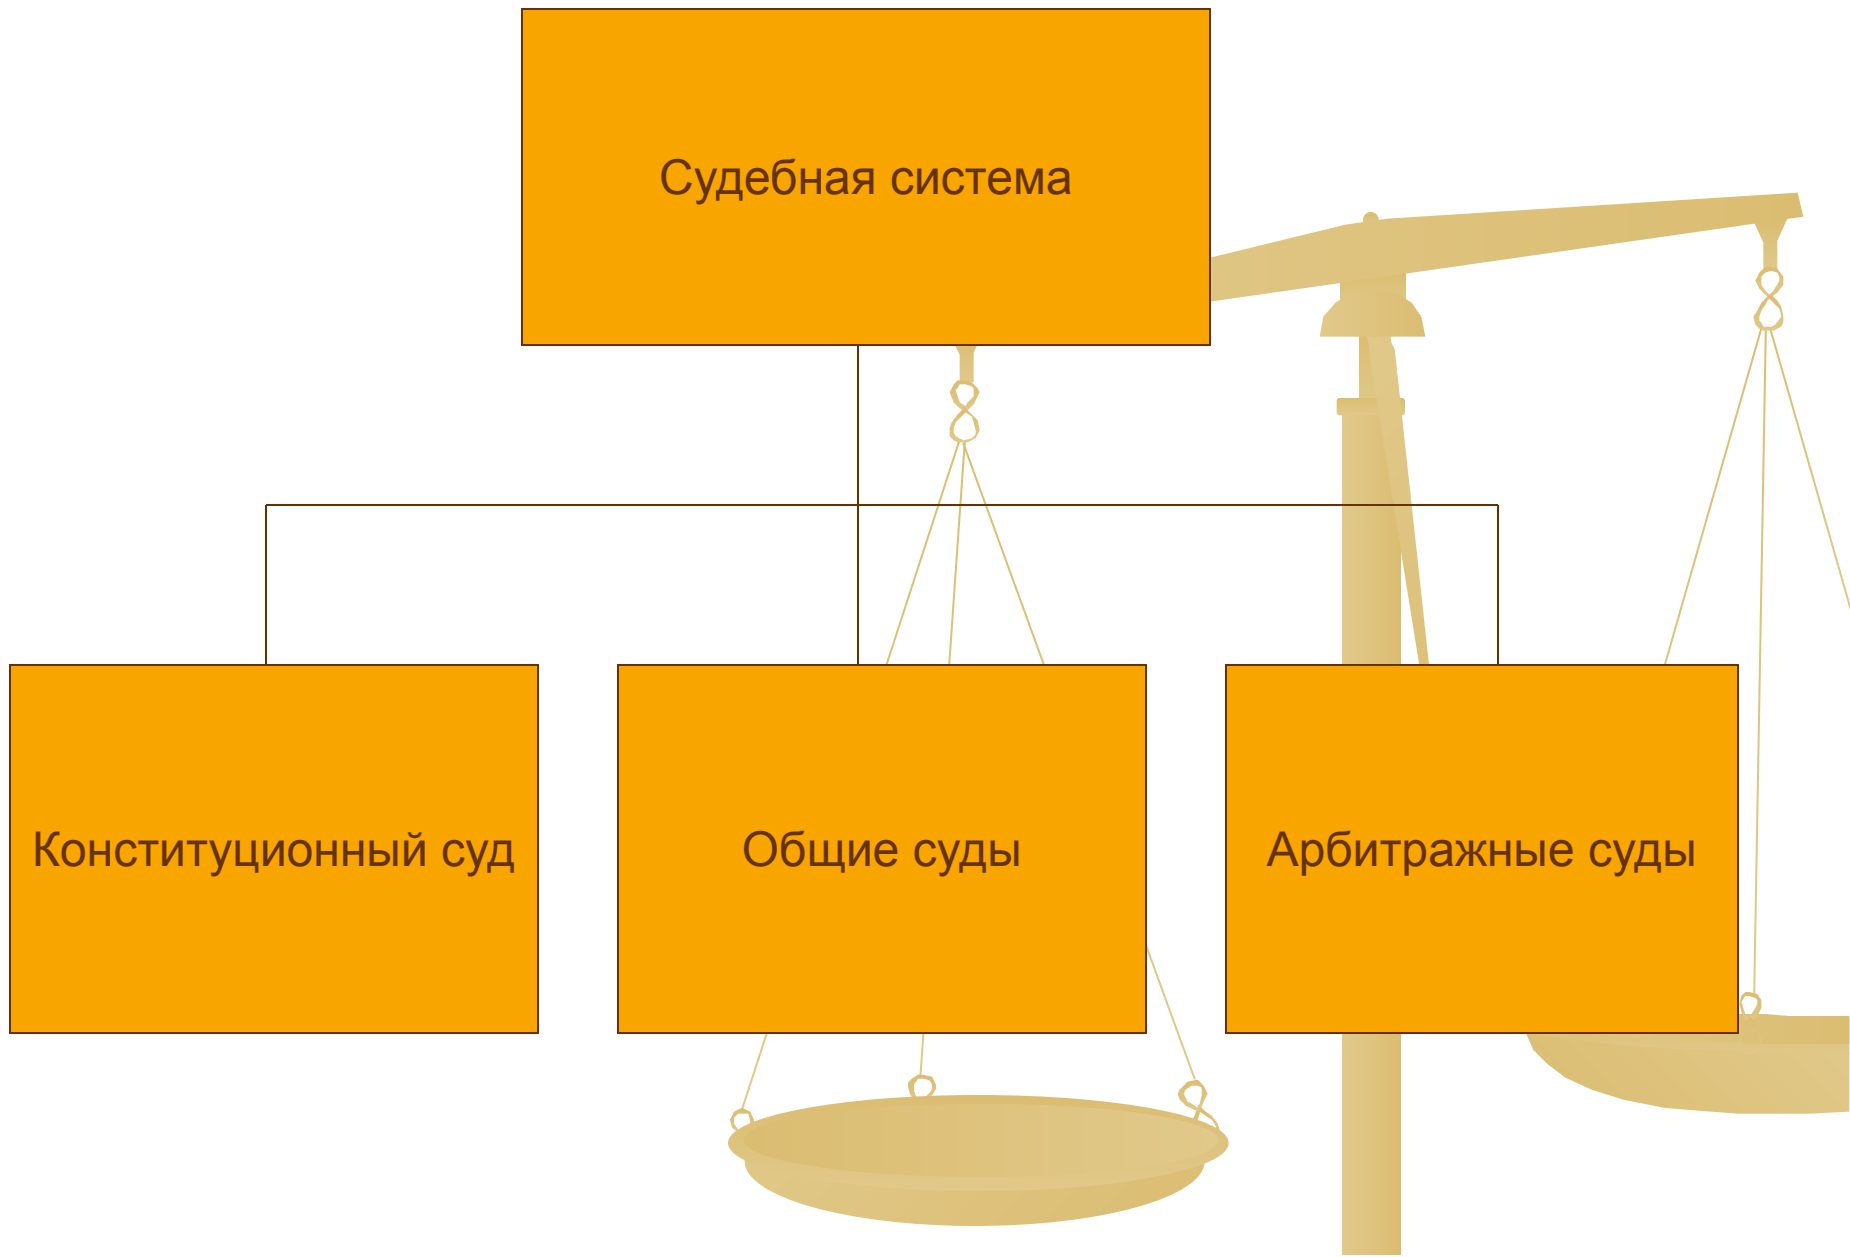 Судебная система
Конституционный суд
Общие суды
Арбитражные суды